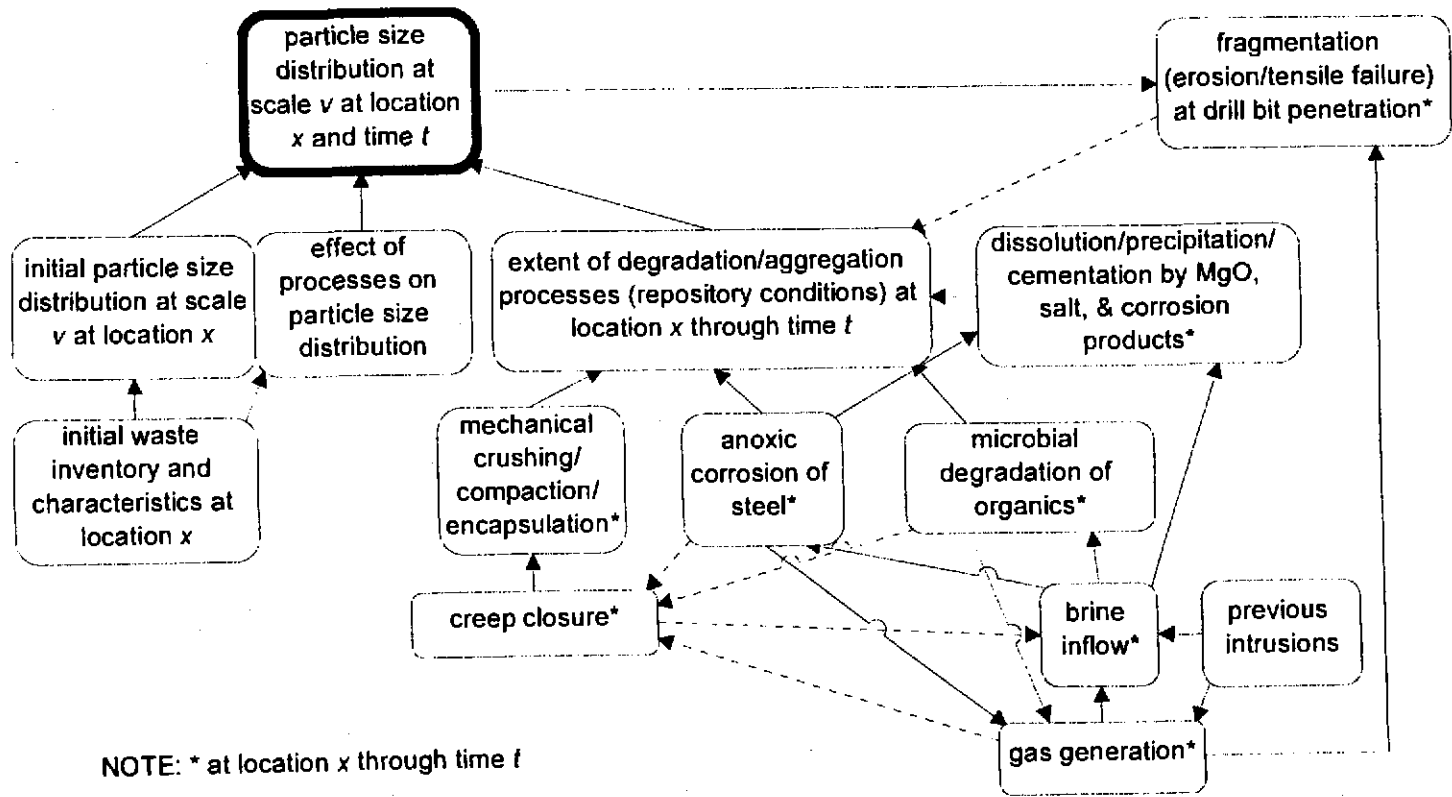 particle size
distribution at
scale v at location
x and time t
fragmentation
(erosion/tensile failure)
at drill bit penetration*
initial particle size
distribution at scale
v at location x
effect of
processes on
particle size
distribution
extent of degradation/aggregation
processes (repository conditions) at
location x through time t
dissolution/precipitation/
cementation by MgO,
salt, & corrosion
products*
initial waste
inventory and
characteristics at
location x
mechanical
crushing/
compaction/
encapsulation*
anoxic
corrosion of
steel*
microbial
degradation of
organics*
creep closure*
brine
inflow*
previous
intrusions
gas generation*
NOTE: * at location x through time t